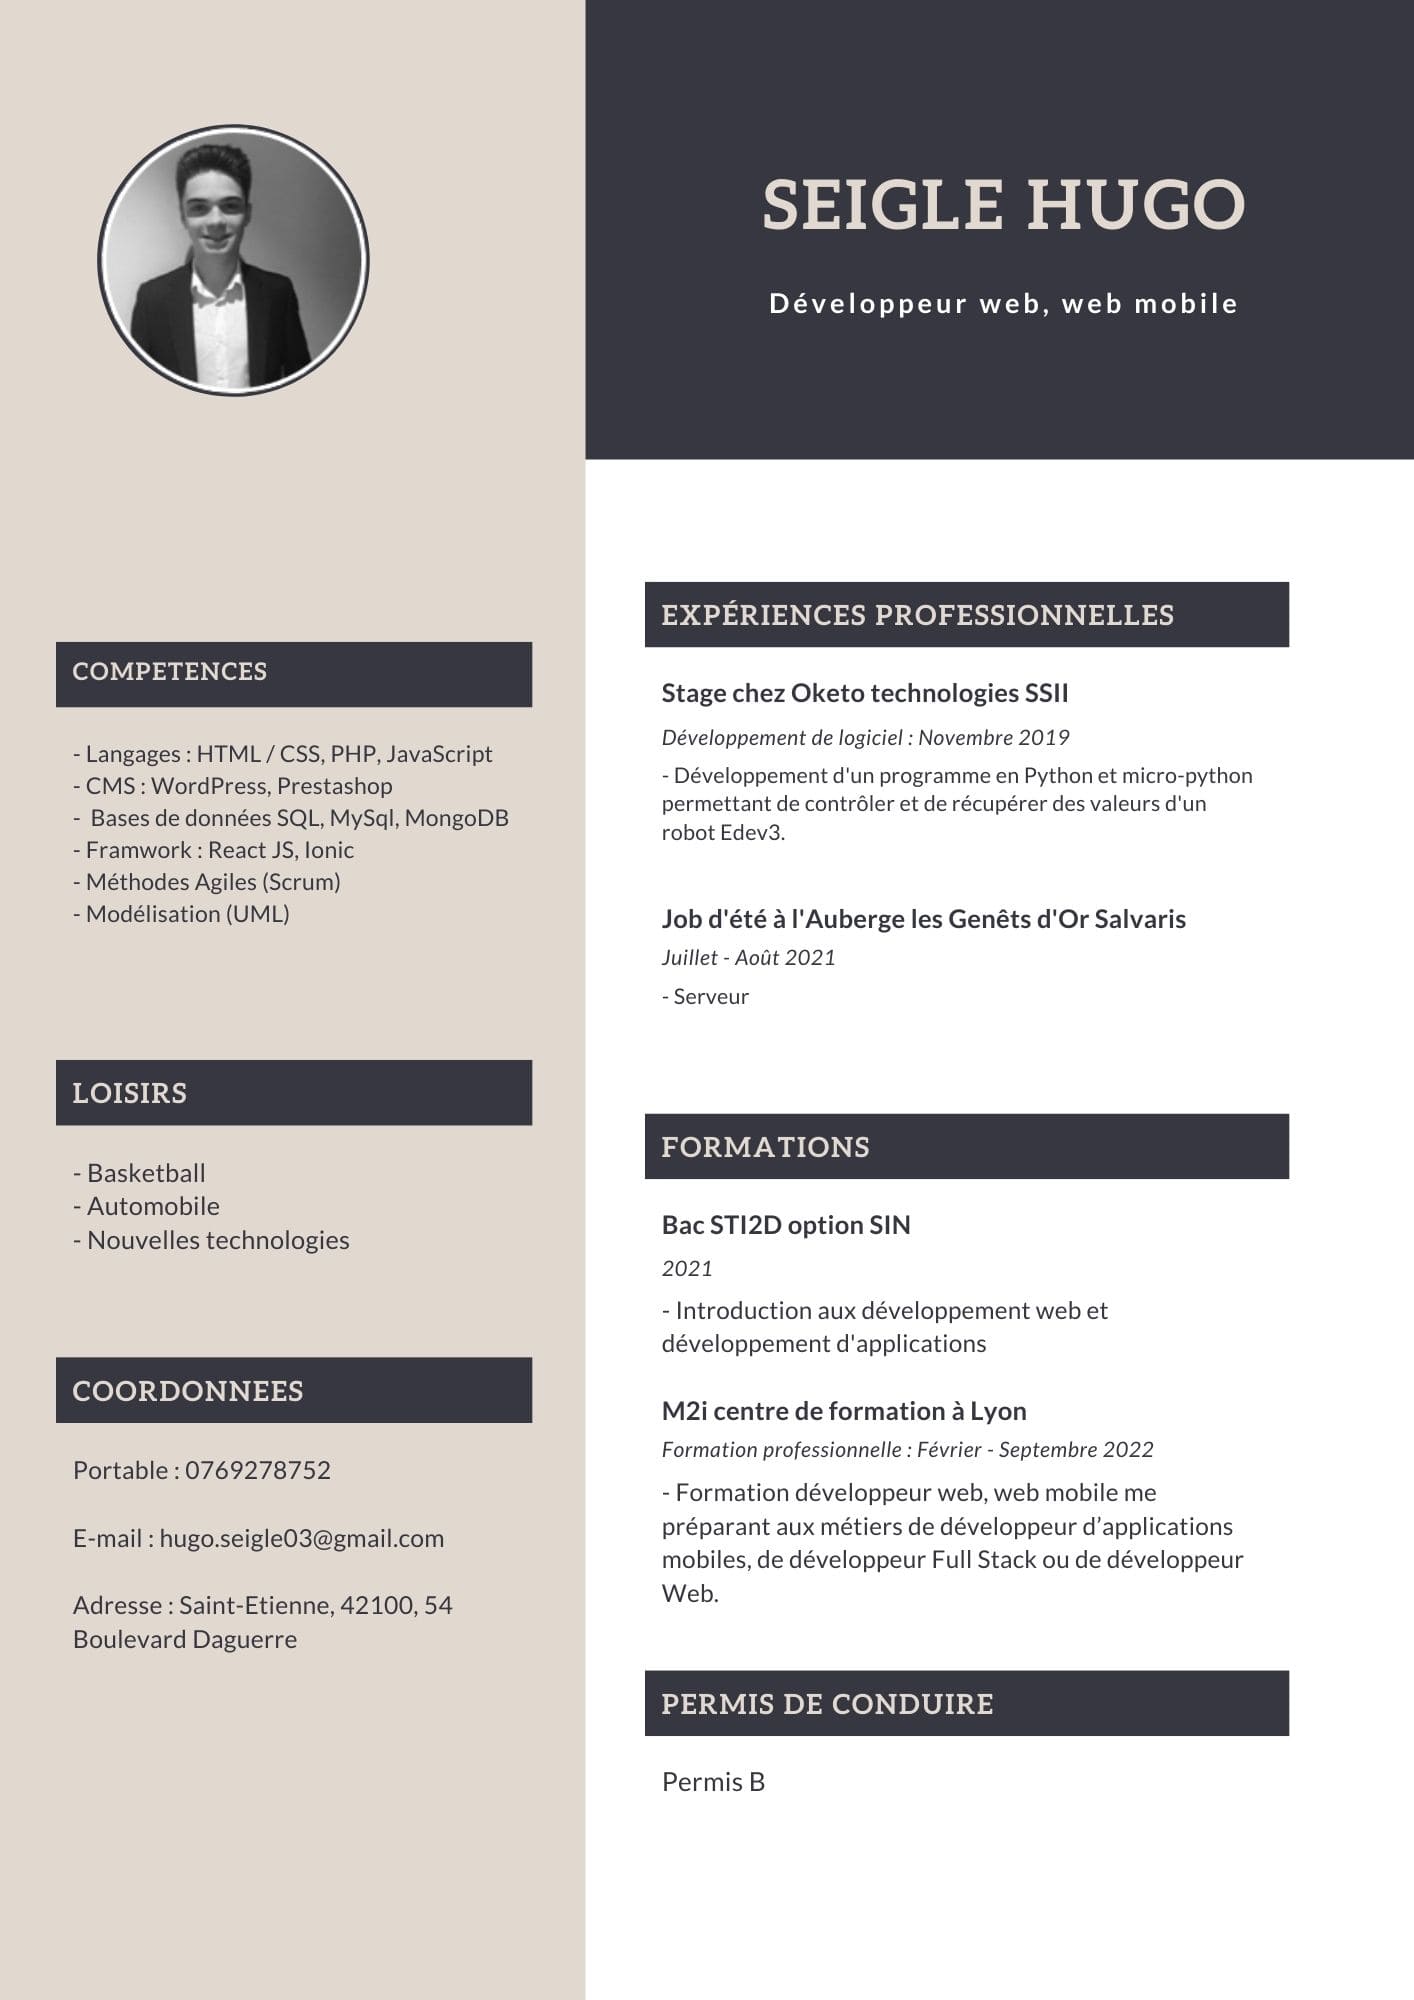 SEIGLE HUGO
Développeur web, web mobile
COMPETENCES
- Langages : HTML / CSS, PHP, JavaScript
- CMS : WordPress, Prestashop
-  Bases de données SQL, MySql, MongoDB
- Framwork : React JS, Ionic
- Méthodes Agiles (Scrum)
- Modélisation (UML)
LOISIRS
- Basketball
- Automobile
- Nouvelles technologies
COORDONNEES
Portable : 0769278752
E-mail : hugo.seigle03@gmail.com
Adresse : Saint-Etienne, 42100, 54
Boulevard Daguerre
EXPÉRIENCES PROFESSIONNELLES
Stage chez Oketo technologies SSII
Développement de logiciel : Novembre 2019
- Développement d'un programme en Python et micro-python
permettant de contrôler et de récupérer des valeurs d'un
robot Edev3.
Job d'été à l'Auberge les Genêts d'Or Salvaris
Juillet - Août 2021
- Serveur
FORMATIONS
Bac STI2D option SIN
2021
- Introduction aux développement web et
développement d'applications
M2i centre de formation à Lyon
Formation professionnelle : Février - Septembre 2022
- Formation développeur web, web mobile me
préparant aux métiers de développeur d’applications
mobiles, de développeur Full Stack ou de développeur
Web.
PERMIS DE CONDUIRE
Permis B